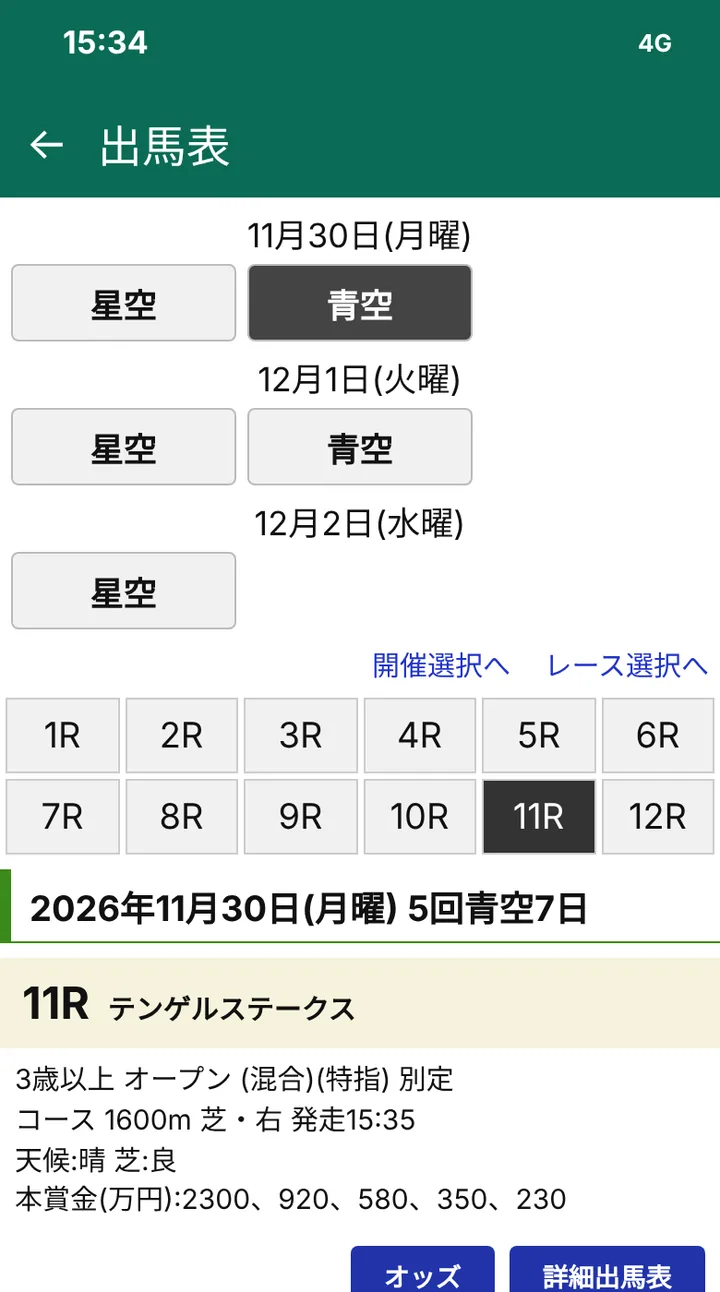 15:34 4G
← 出馬表
11月30日(月曜)
星空 青空
12月1日(火曜)
星空 青空
12月2日(水曜)
星空
開催選択へ レース選択へ
1R 2R 3R 4R 5R 6R
7R 8R 9R 10R 11R 12R
2026年11月30日(月曜) 5回青空7日
11R テンゲルステークス
3歳以上 オープン (混合)(特指) 別定
コース 1600m 芝・右 発走15:35
天候:晴 芝:良
本賞金(万円):2300、920、580、350、230
オッズ 詳細出馬表